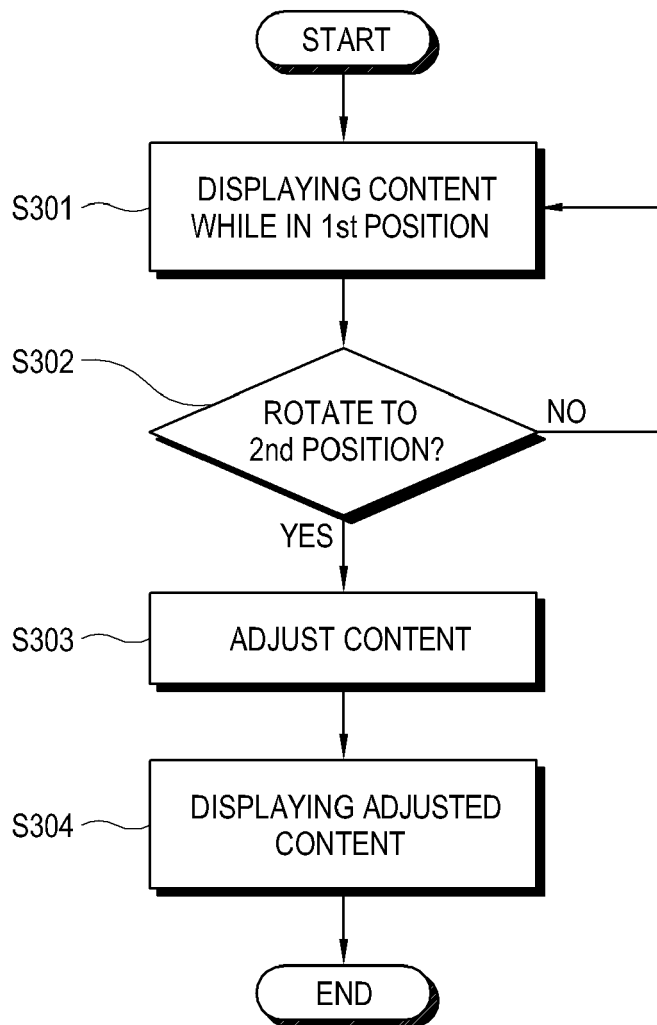 START
S301
DISPLAYING CONTENT
WHILE IN 1st POSITION
S302
ROTATE TO
2nd POSITION?
NO
YES
S303
ADJUST CONTENT
S304
DISPLAYING ADJUSTED
CONTENT
END